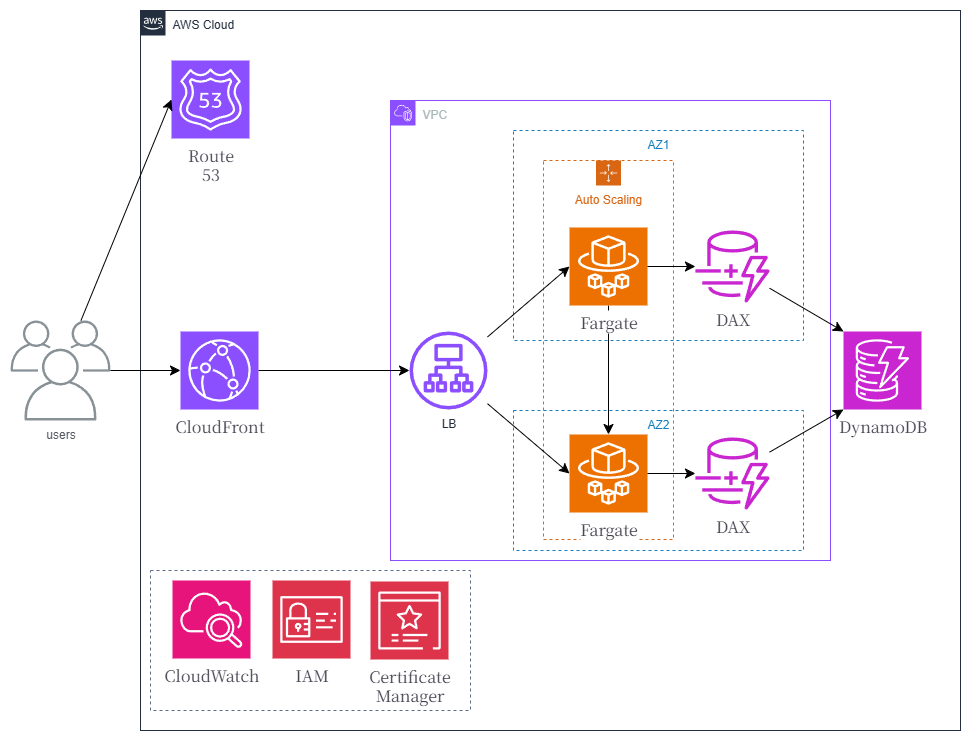 aws
AWS Cloud
53
Route
53
VPC
AZ1
Auto Scaling
Fargate
DAX
users
CloudFront
LB
DynamoDB
AZ2
Fargate
DAX
CloudWatch
IAM
Certificate
Manager